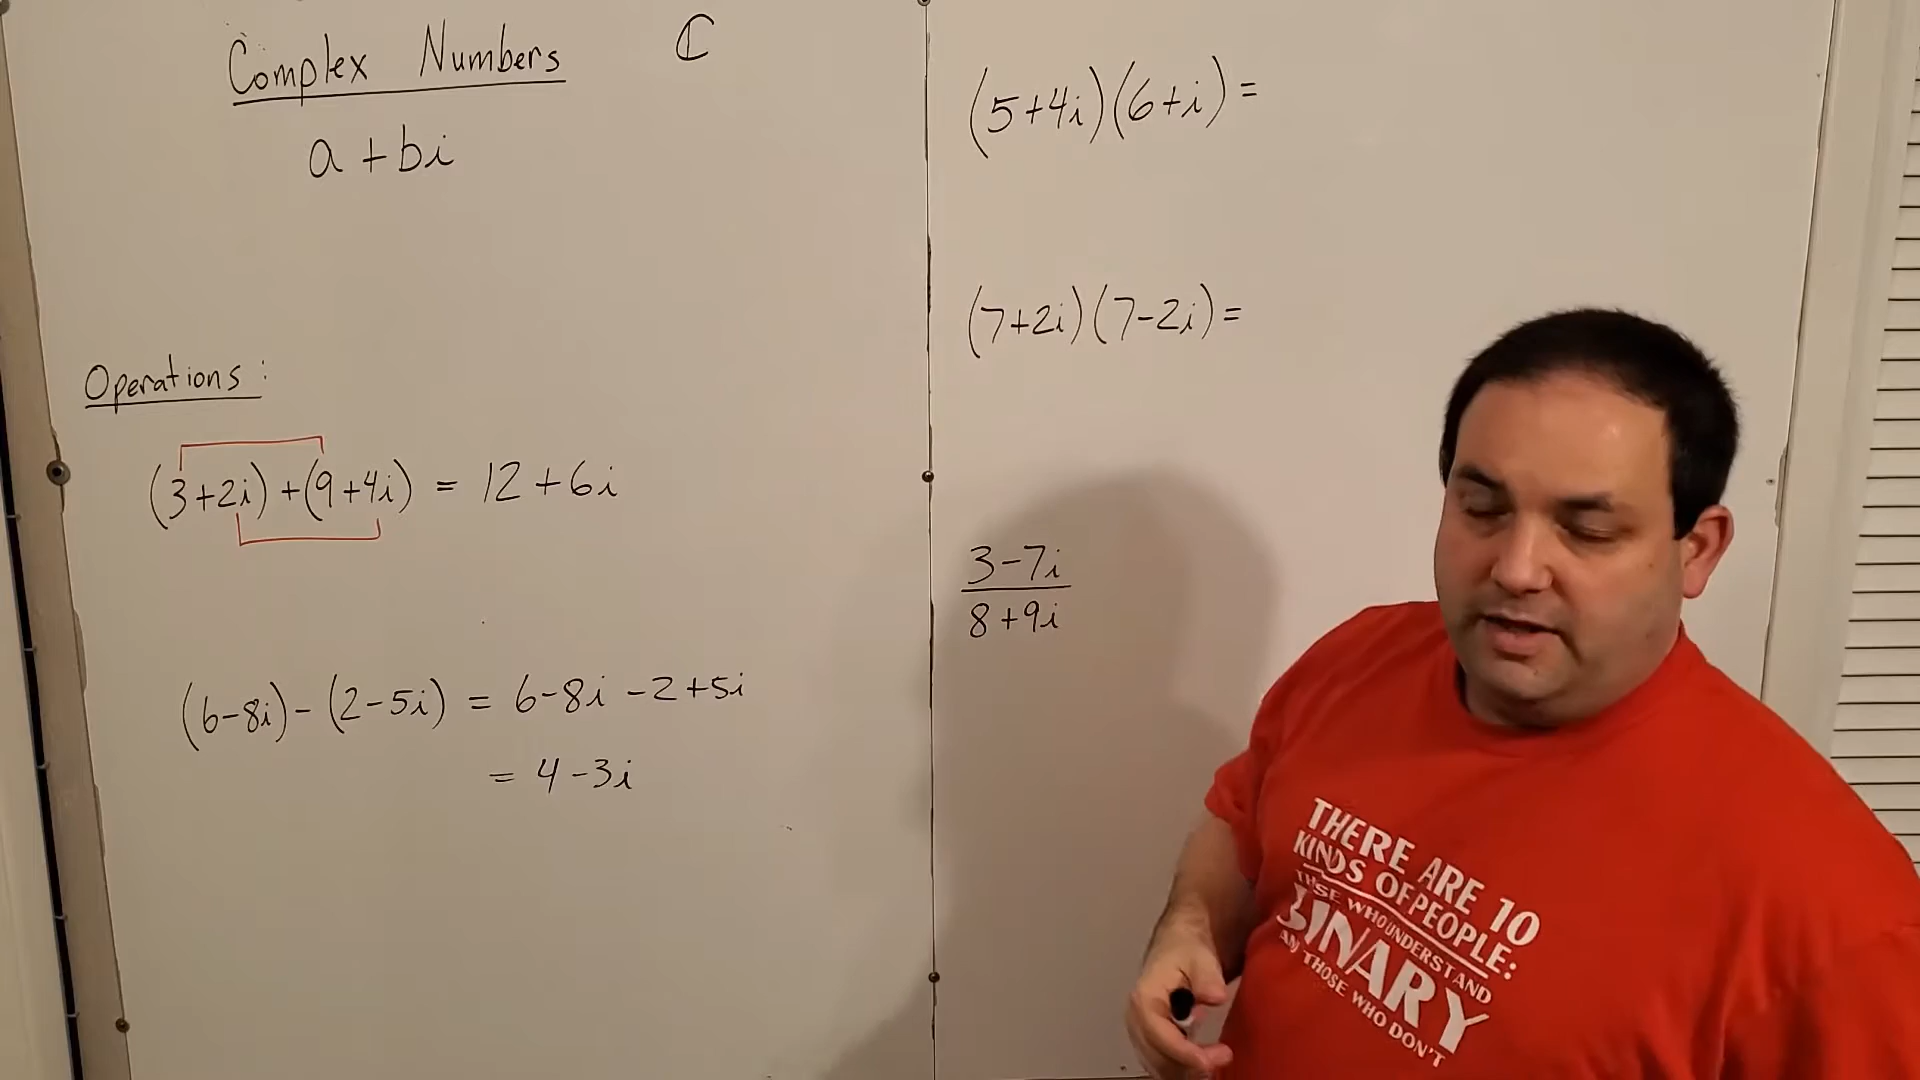 Complex Numbers ℂ
a + bi
Operations:
(3+2i) + (9+4i) = 12 + 6i
(6-8i) - (2-5i) = 6-8i -2+5i
= 4-3i
(5+4i)(6+i) =
(7+2i)(7-2i) =
3-7i
8+9i
THERE ARE 10
KINDS OF PEOPLE:
WHO UNDERSTAND
BINARY
THOSE WHO DON'T